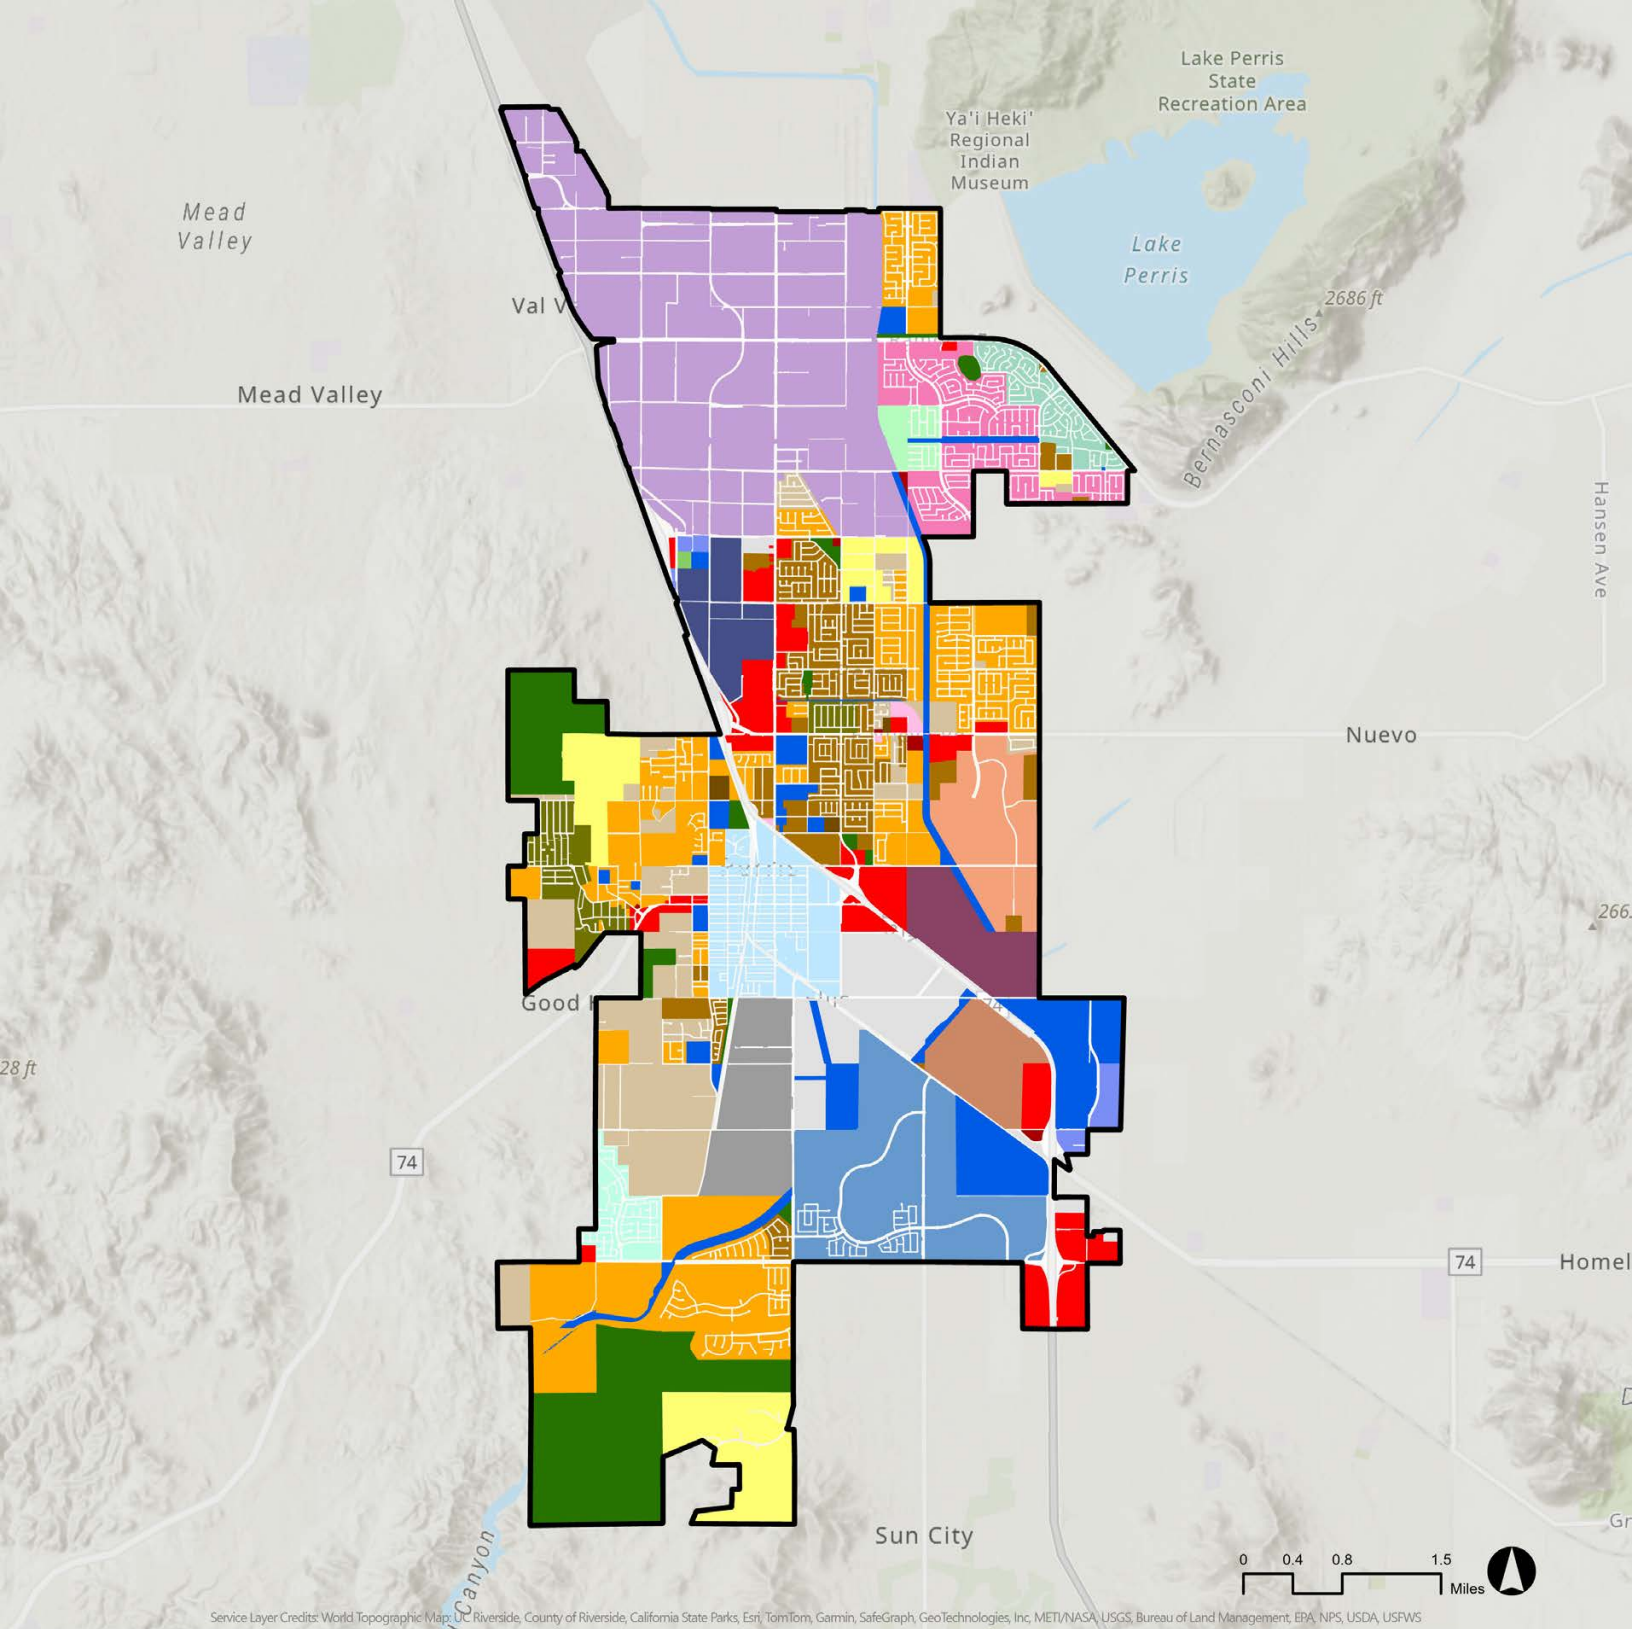 Lake Perris
State
Recreation Area
Ya'i Heki'
Regional
Indian
Museum
Mead
Valley
Lake
Perris
2686 ft
Val V
Bernasconi Hills
Mead Valley
Hansen Ave
Nuevo
266
Good H
74
28 ft
74
74
Homel
D
Gr
Sun City
Canyon
0 0.4 0.8 1.5
Miles
Service Layer Credits: World Topographic Map: UC Riverside, County of Riverside, California State Parks, Esri, TomTom, Garmin, SafeGraph, GeoTechnologies, Inc, METI/NASA, USGS, Bureau of Land Management, EPA, NPS, USDA, USFWS